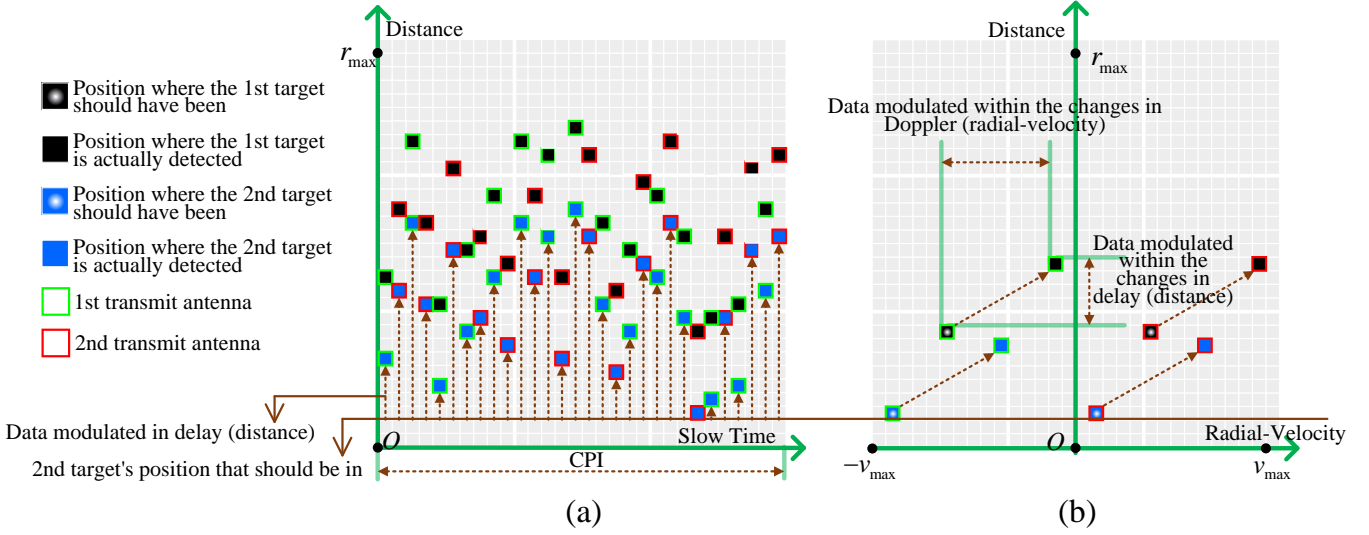 Distance
r_max
Position where the 1st target
should have been
Position where the 1st target
is actually detected
Position where the 2nd target
should have been
Position where the 2nd target
is actually detected
1st transmit antenna
2nd transmit antenna
Data modulated in delay (distance)
2nd target's position that should be in
O
Slow Time
CPI
(a)
Distance
r_max
Data modulated within the changes in
Doppler (radial-velocity)
Data modulated
within the
changes in
delay (distance)
O
Radial-Velocity
−v_max
v_max
(b)